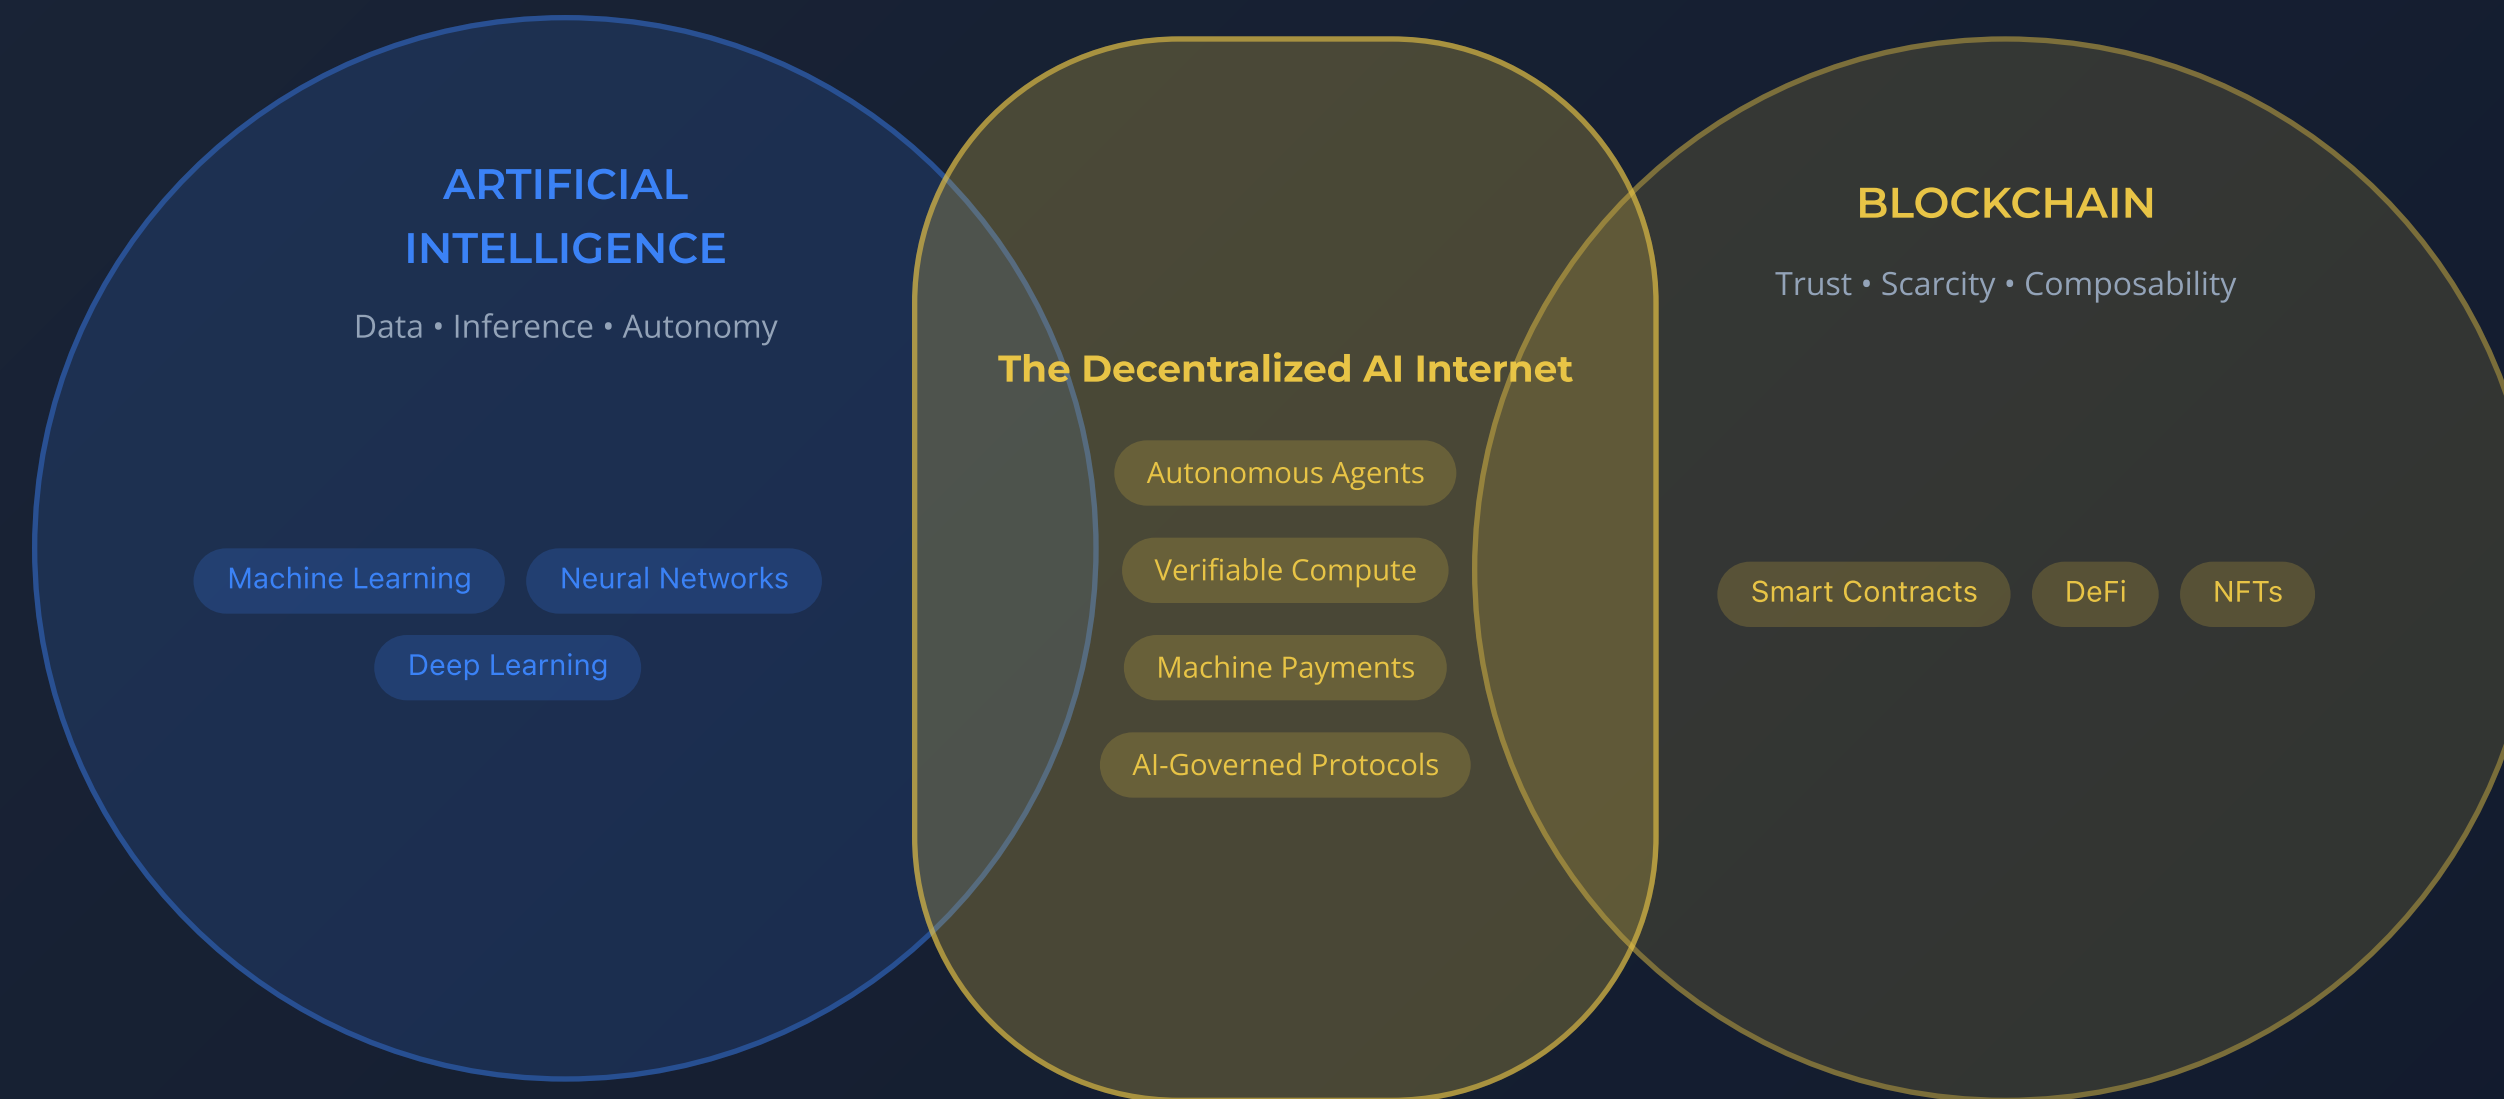 ARTIFICIAL
INTELLIGENCE
Data • Inference • Autonomy
Machine Learning
Neural Networks
Deep Learning
The Decentralized AI Internet
Autonomous Agents
Verifiable Compute
Machine Payments
AI-Governed Protocols
BLOCKCHAIN
Trust • Scarcity • Composability
Smart Contracts
DeFi
NFTs